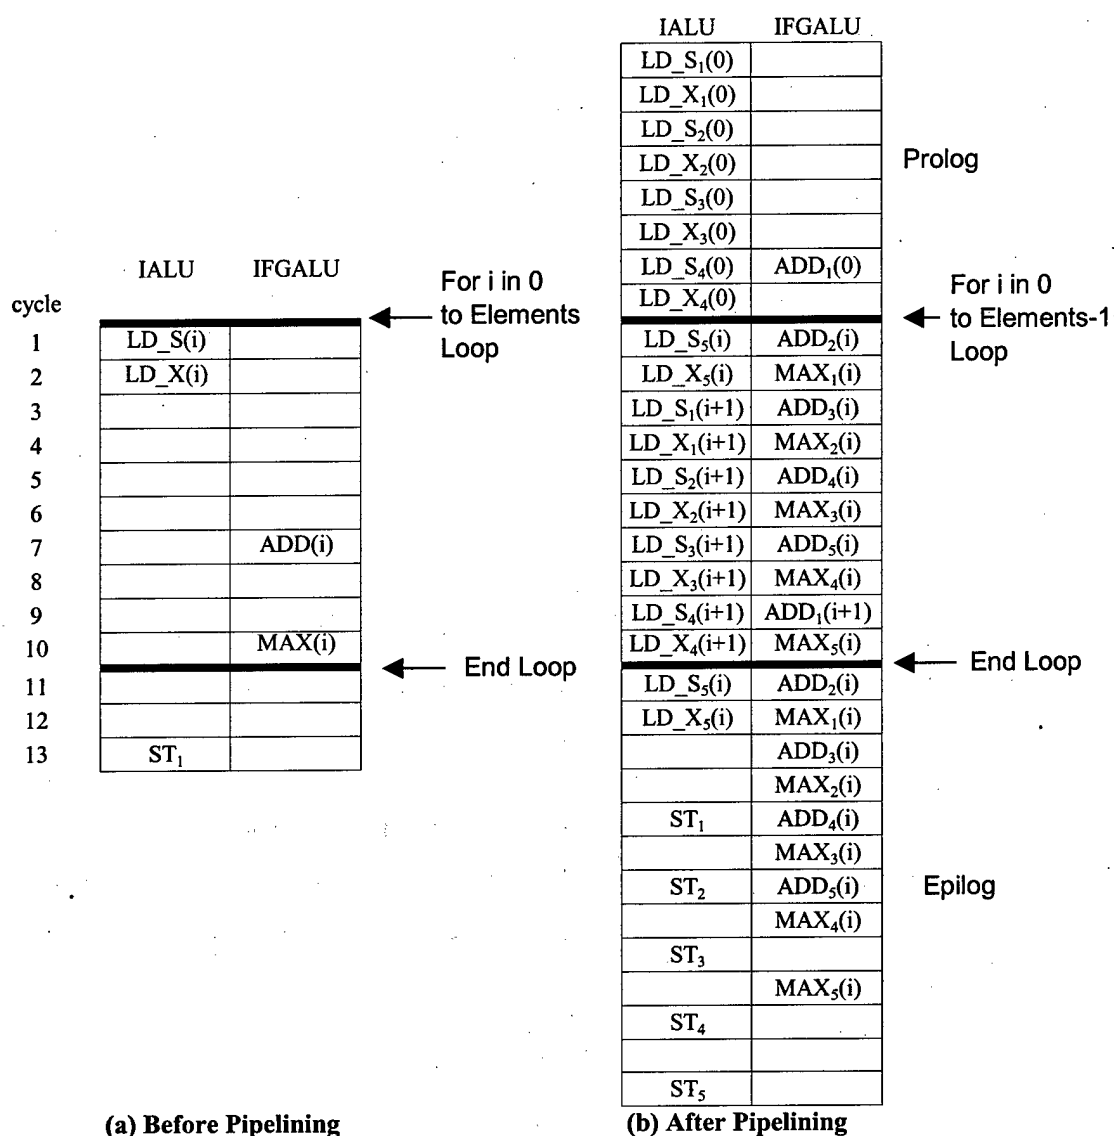 IALU IFGALU
cycle
For i in 0
to Elements
Loop
1 LD_S(i)
2 LD_X(i)
3
4
5
6
7 ADD(i)
8
9
10 MAX(i)
End Loop
11
12
13 ST₁
(a) Before Pipelining
IALU IFGALU
LD_S₁(0)
LD_X₁(0)
LD_S₂(0)
LD_X₂(0)
Prolog
LD_S₃(0)
LD_X₃(0)
LD_S₄(0) ADD₁(0)
LD_X₄(0)
For i in 0
to Elements-1
Loop
LD_S₅(i) ADD₂(i)
LD_X₅(i) MAX₁(i)
LD_S₁(i+1) ADD₃(i)
LD_X₁(i+1) MAX₂(i)
LD_S₂(i+1) ADD₄(i)
LD_X₂(i+1) MAX₃(i)
LD_S₃(i+1) ADD₅(i)
LD_X₃(i+1) MAX₄(i)
LD_S₄(i+1) ADD₁(i+1)
LD_X₄(i+1) MAX₅(i)
End Loop
LD_S₅(i) ADD₂(i)
LD_X₅(i) MAX₁(i)
ADD₃(i)
MAX₂(i)
ST₁ ADD₄(i)
MAX₃(i)
ST₂ ADD₅(i)
Epilog
MAX₄(i)
ST₃
MAX₅(i)
ST₄
ST₅
(b) After Pipelining